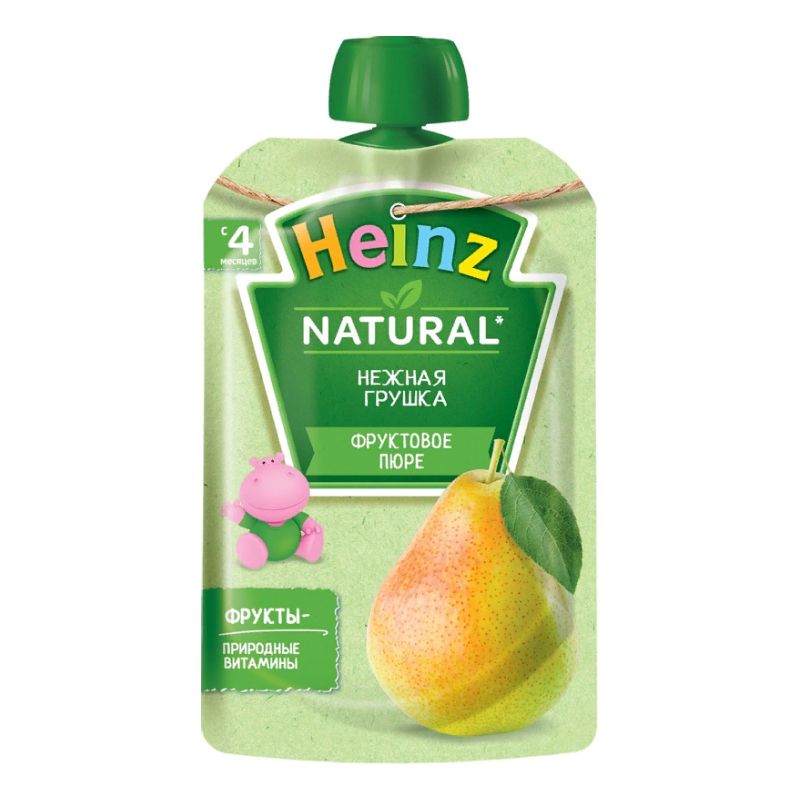 с 4
месяцев
Heinz
NATURAL*
НЕЖНАЯ
ГРУШКА
ФРУКТОВОЕ
ПЮРЕ
ФРУКТЫ-
ПРИРОДНЫЕ
ВИТАМИНЫ